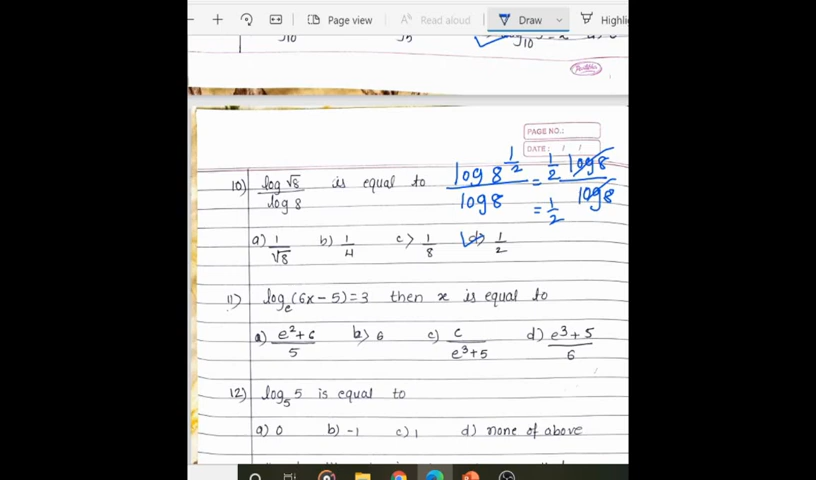 Page view Read aloud Draw Highli
PAGE NO.:
DATE: / /
10) log √8 / log 8 is equal to log 8^1/2 / log 8 = 1/2 log 8 / log 8
= 1/2
a) 1/√8 b) 1/4 c> 1/8 d) 1/2
11) log_e (6x - 5) = 3 then x is equal to
a) e²+6 / 5 b> 6 c) c / e³+5 d) e³+5 / 6
12) log_5 5 is equal to
a) 0 b) -1 c) 1 d) none of above